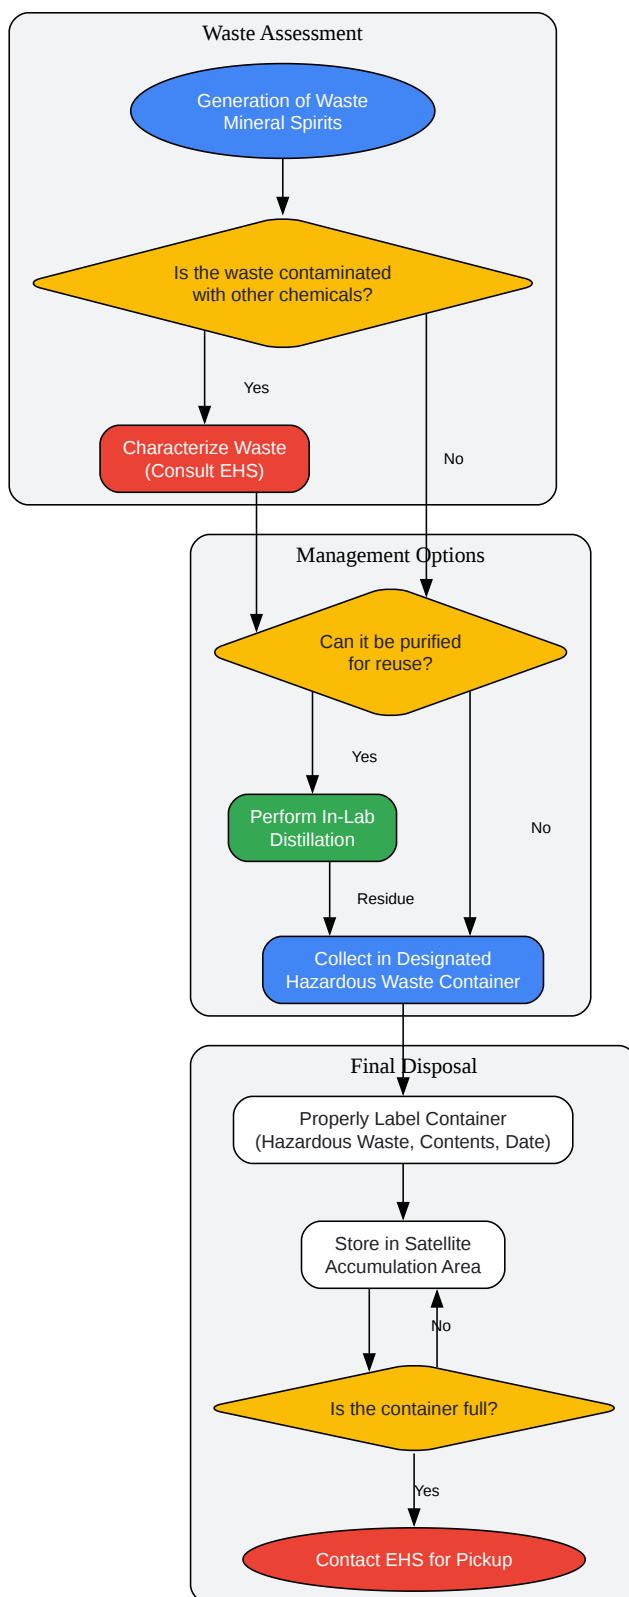 Waste Assessment
Generation of Waste
Mineral Spirits
Is the waste contaminated
with other chemicals?
Yes
Characterize Waste
(Consult EHS)
No
Management Options
Can it be purified
for reuse?
Yes
Perform In-Lab
Distillation
No
Residue
Collect in Designated
Hazardous Waste Container
Final Disposal
Properly Label Container
(Hazardous Waste, Contents, Date)
Store in Satellite
Accumulation Area
No
Is the container full?
Yes
Contact EHS for Pickup